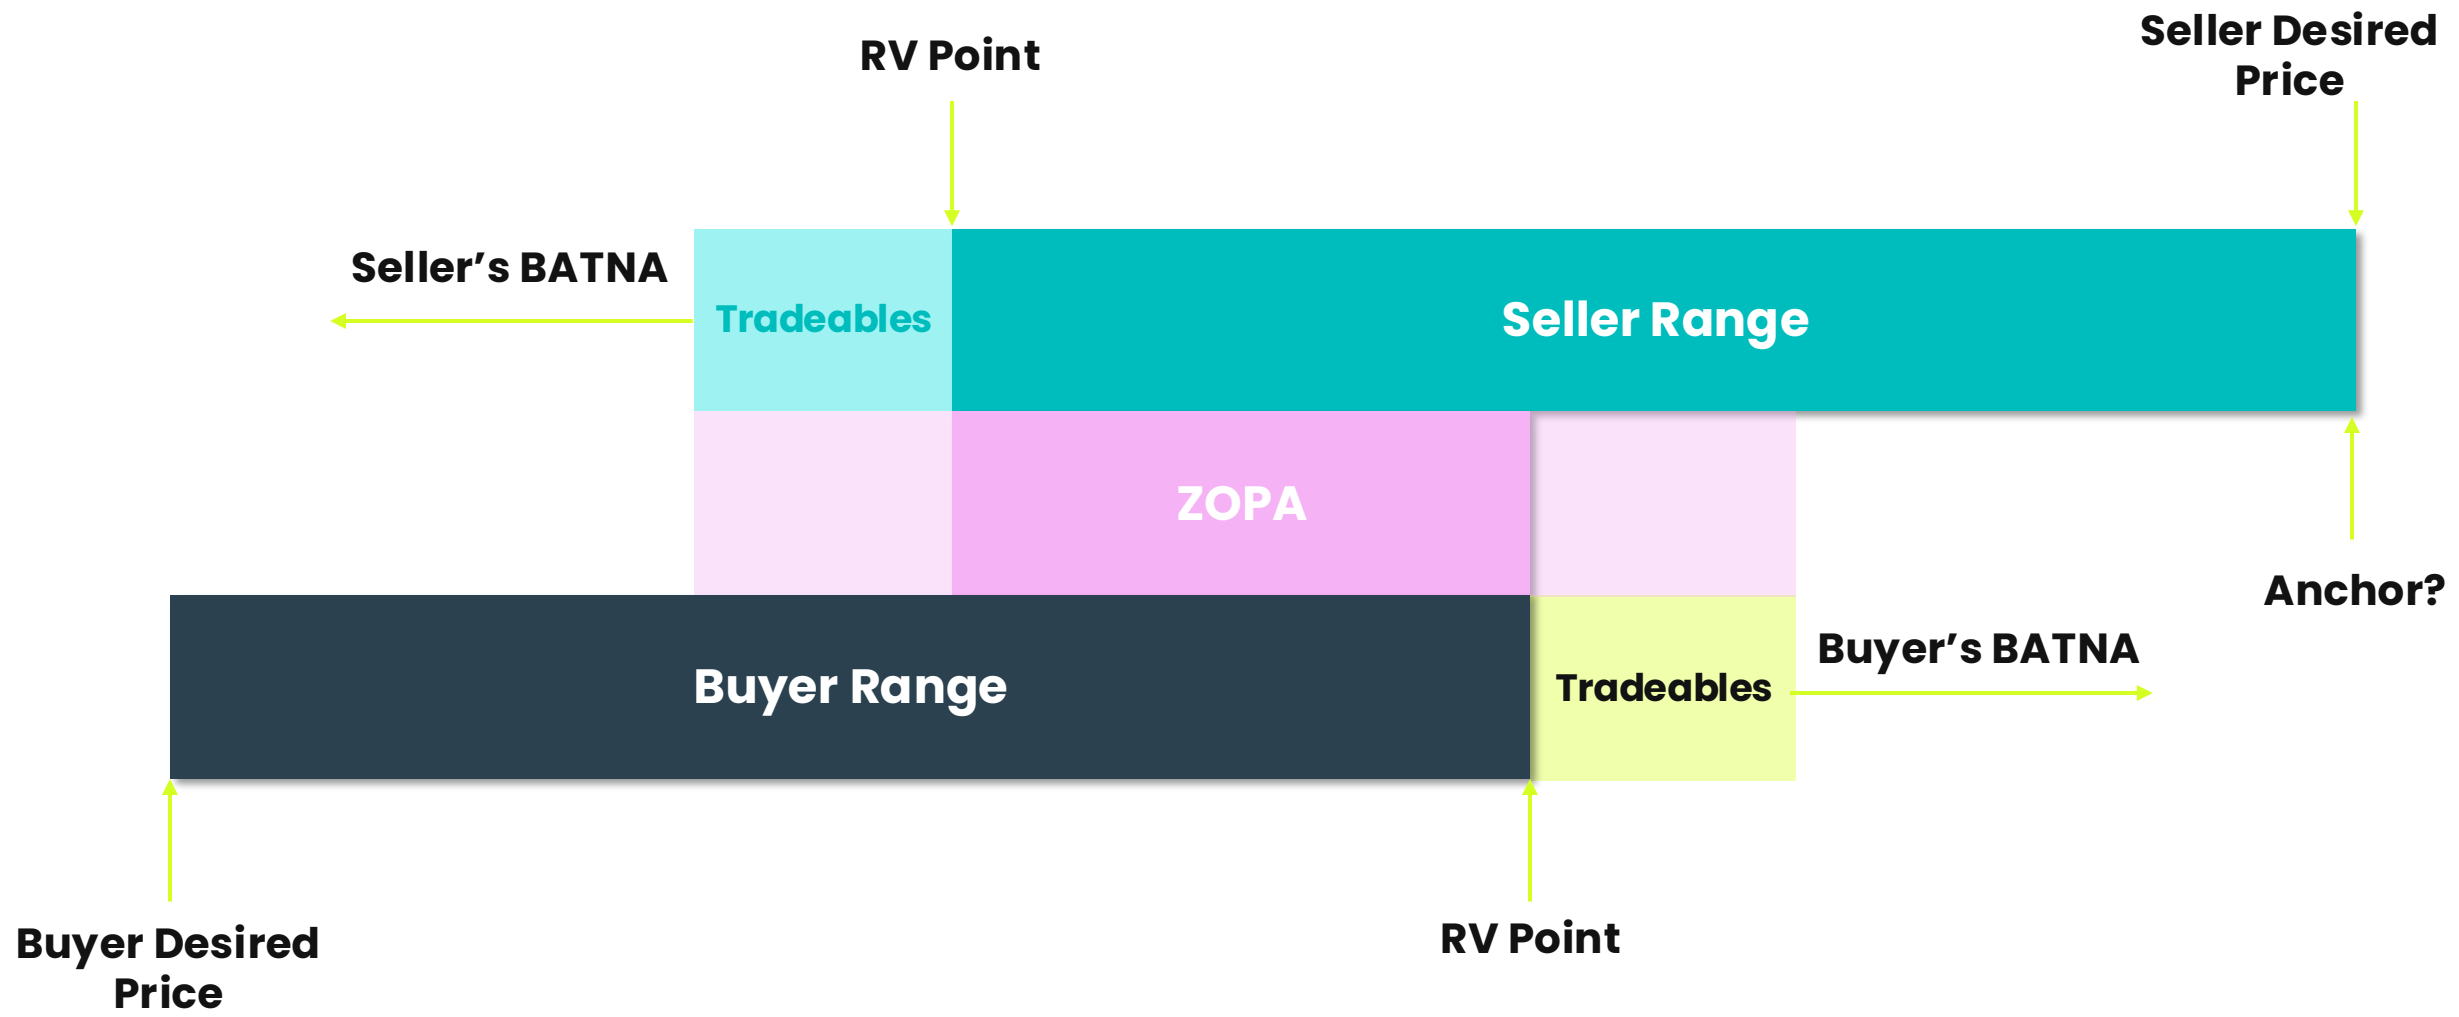 Seller Desired
Price
RV Point
Seller’s BATNA
Tradeables
Seller Range
ZOPA
Anchor?
Buyer’s BATNA
Buyer Range
Tradeables
Buyer Desired
Price
RV Point